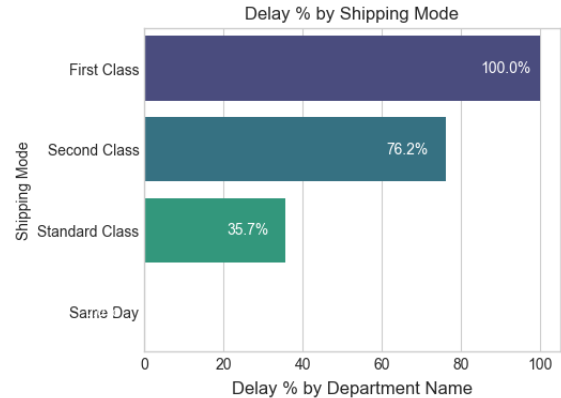 Delay % by Shipping Mode
First Class
100.0%
Second Class
76.2%
Shipping Mode
Standard Class
35.7%
Same Day
0 20 40 60 80 100
Delay % by Department Name